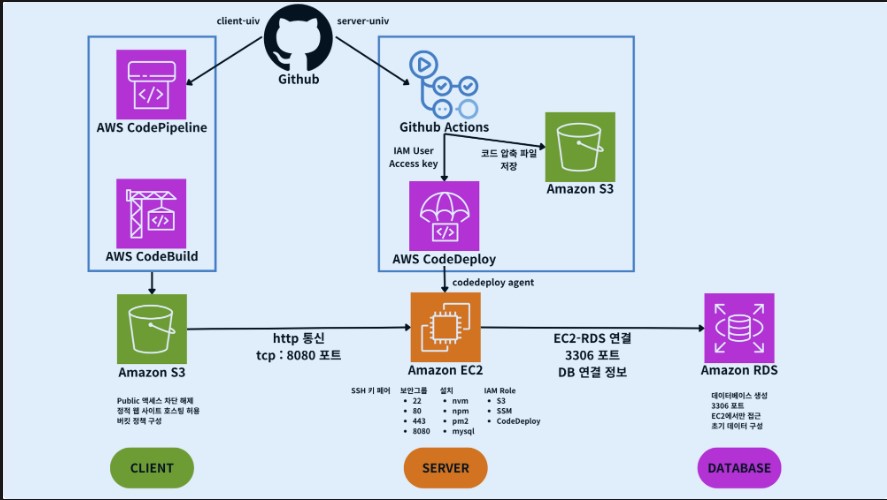 client-uiv
server-univ
Github
AWS CodePipeline
Github Actions
IAM User
Access key
코드 압축 파일
저장
Amazon S3
AWS CodeBuild
AWS CodeDeploy
codedeploy agent
http 통신
tcp : 8080 포트
EC2-RDS 연결
3306 포트
DB 연결 정보
Amazon S3
Amazon EC2
Amazon RDS
Public 액세스 차단 해제
정적 웹 사이트 호스팅 허용
버킷 정책 구성
SSH 키 페어
보안그룹
• 22
• 80
• 443
• 8080
설치
• nvm
• npm
• pm2
• mysql
IAM Role
• S3
• SSM
• CodeDeploy
데이터베이스 생성
3306 포트
EC2에서만 접근
초기 데이터 구성
CLIENT
SERVER
DATABASE